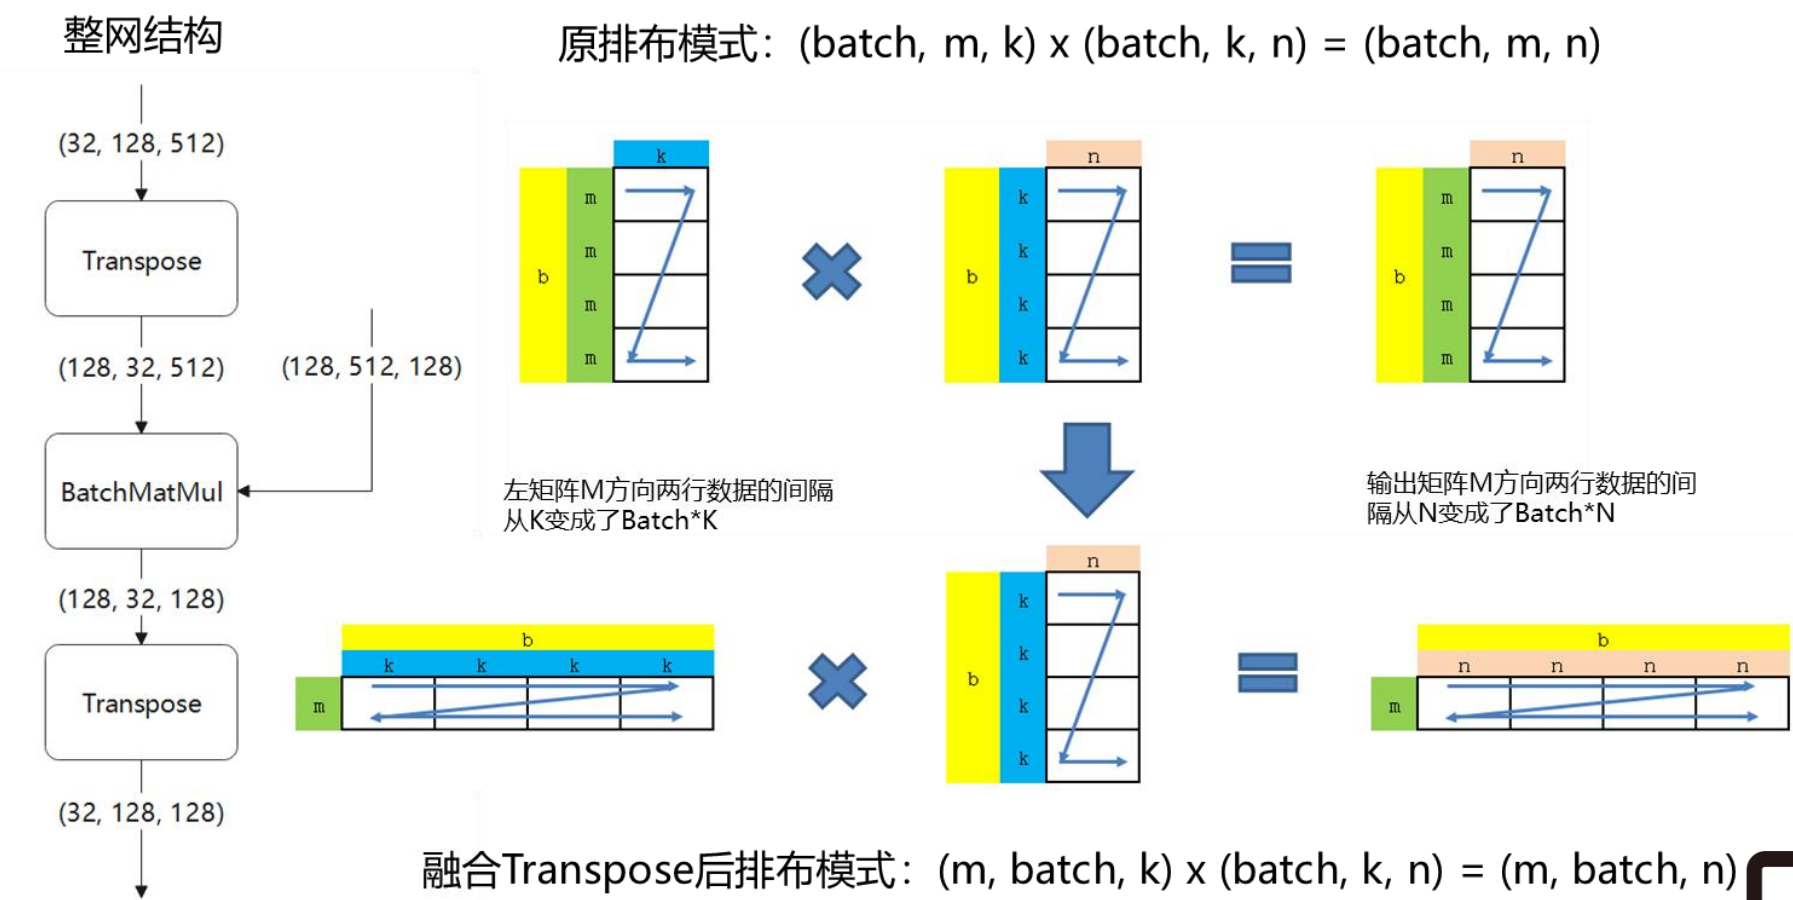 整网结构
(32, 128, 512)
Transpose
(128, 32, 512)
(128, 512, 128)
BatchMatMul
(128, 32, 128)
Transpose
(32, 128, 128)
原排布模式：(batch, m, k) x (batch, k, n) = (batch, m, n)
k
b
m
m
m
m
n
b
k
k
k
k
n
b
m
m
m
m
左矩阵M方向两行数据的间隔
从K变成了Batch*K
输出矩阵M方向两行数据的间
隔从N变成了Batch*N
b
k k k k
m
n
b
k
k
k
k
b
n n n n
m
融合Transpose后排布模式：(m, batch, k) x (batch, k, n) = (m, batch, n)